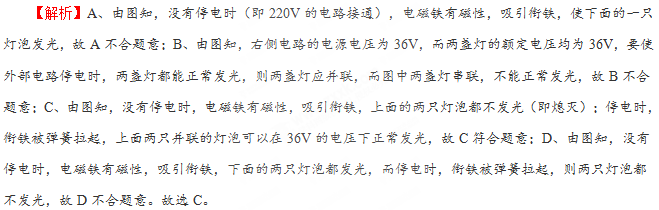 【解析】A、由图知，没有停电时（即 220V 的电路接通），电磁铁有磁性，吸引衔铁，使下面的一只
灯泡发光，故 A 不合题意；B、由图知，右侧电路的电源电压为 36V，而两盏灯的额定电压均为 36V，要使
外部电路停电时，两盏灯都能正常发光，则两盏灯应并联，而图中两盏灯串联，不能正常发光，故 B 不合
题意；C、由图知，没有停电时，电磁铁有磁性，吸引衔铁，上面的两只灯泡都不发光（即熄灭）；停电时，
衔铁被弹簧拉起，上面两只并联的灯泡可以在 36V 的电压下正常发光，故 C 符合题意；D、由图知，没有
停电时，电磁铁有磁性，吸引衔铁，下面的两只灯泡都发光，而停电时，衔铁被弹簧拉起，则两只灯泡都
不发光，故 D 不合题意。故选 C。